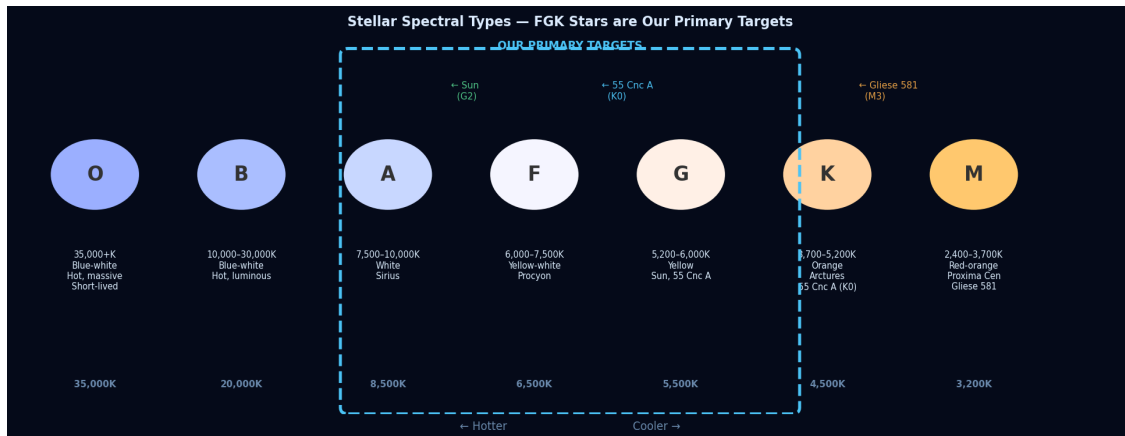 Stellar Spectral Types — FGK Stars are Our Primary Targets
OUR PRIMARY TARGETS
← Sun
(G2)
← 55 Cnc A
(K0)
← Gliese 581
(M3)
O
B
A
F
G
K
M
35,000+K
Blue-white
Hot, massive
Short-lived
10,000–30,000K
Blue-white
Hot, luminous
7,500–10,000K
White
Sirius
6,000–7,500K
Yellow-white
Procyon
5,200–6,000K
Yellow
Sun, 55 Cnc A
3,700–5,200K
Orange
Arctures
55 Cnc A (K0)
2,400–3,700K
Red-orange
Proxima Cen
Gliese 581
35,000K
20,000K
8,500K
6,500K
5,500K
4,500K
3,200K
← Hotter
Cooler →